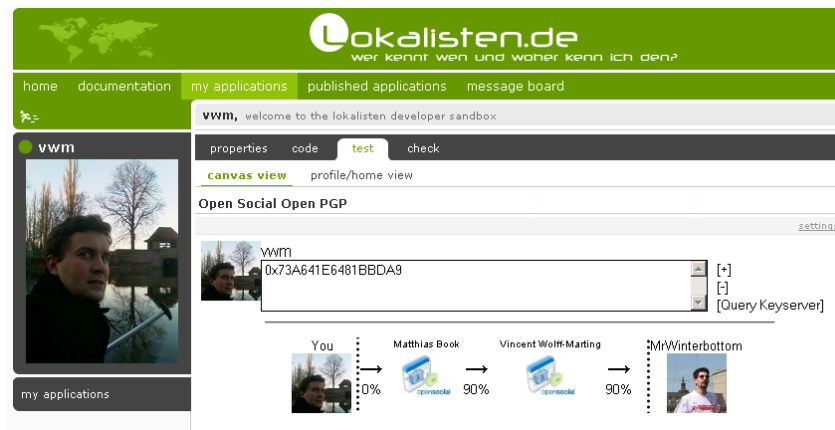 Lokalisten.de
wer kennt wen und woher kenn ich den?
home documentation my applications published applications message board
vwm, welcome to the lokalisten developer sandbox
vwm
properties code test check
canvas view profile/home view
Open Social Open PGP
settings
vwm
0x73A641E6481BBDA9
[+]
[-]
[Query Keyserver]
You Matthias Book Vincent Wolff-Marting MrWinterbottom
→ → →
0% 90% 90%
opensocial opensocial
my applications